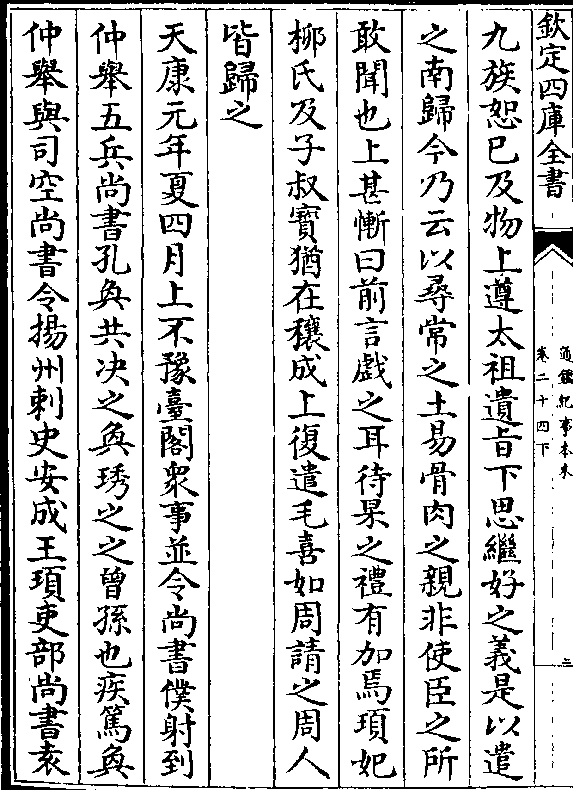 欽定四庫全書
通鑑紀事本末
卷二十四下
三
九族恕已及物上遵太祖遺旨下思繼好之義是以遣
之南歸今乃云以尋常之土易骨肉之親非使臣之所
敢聞也上甚慚曰前言戲之耳待杲之禮有加焉頊妃
柳氏及子叔寶猶在穰成上復遣毛喜如周請之周人
皆歸之
天康元年夏四月上不豫臺閣衆事並令尚書僕射到
仲舉五兵尚書孔奐共决之奐琇之之曾孫也疾篤奐
仲舉與司空尚書令揚州刺史安成王頊吏部尚書袁